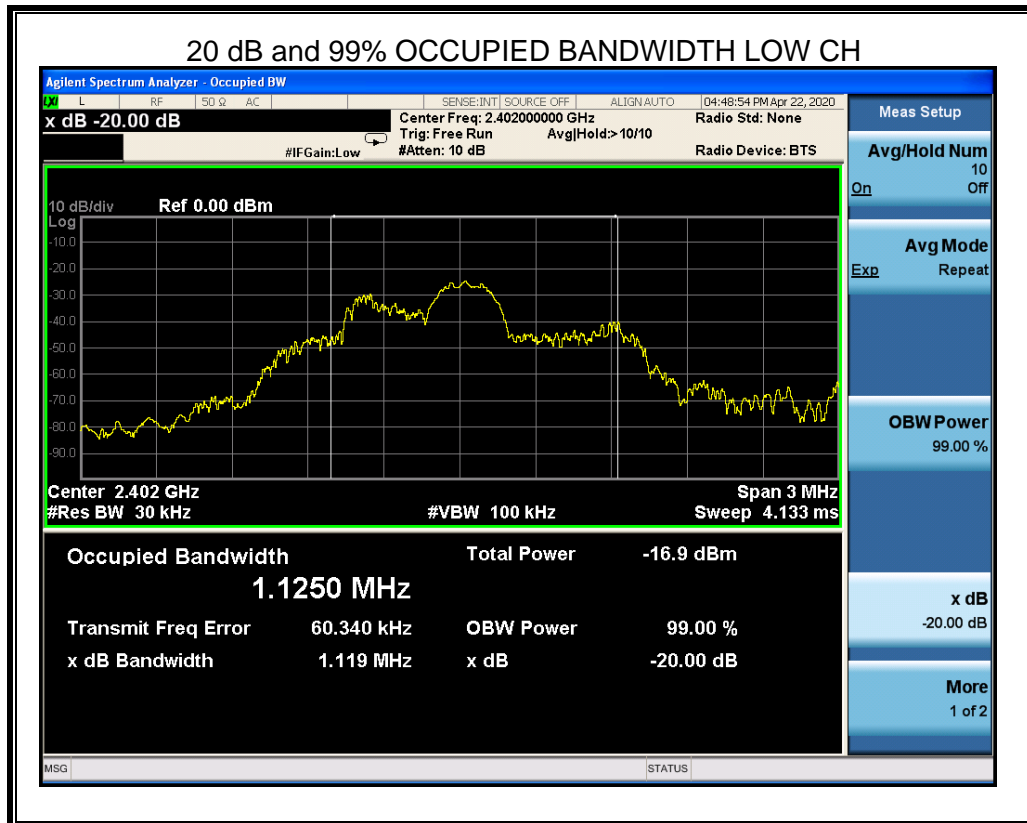 20 dB and 99% OCCUPIED BANDWIDTH LOW CH
Agilent Spectrum Analyzer - Occupied BW
LXI L RF 50 Ω AC SENSE:INT SOURCE OFF ALIGN AUTO 04:48:54 PM Apr 22, 2020
x dB -20.00 dB
Center Freq: 2.402000000 GHz
Radio Std: None
Trig: Free Run Avg|Hold:>10/10
#IFGain:Low
#Atten: 10 dB
Radio Device: BTS
10 dB/div Ref 0.00 dBm
Log
-10.0
-20.0
-30.0
-40.0
-50.0
-60.0
-70.0
-80.0
-90.0
Center 2.402 GHz
Span 3 MHz
#Res BW 30 kHz
#VBW 100 kHz
Sweep 4.133 ms
Occupied Bandwidth
Total Power -16.9 dBm
1.1250 MHz
Transmit Freq Error 60.340 kHz
OBW Power 99.00 %
x dB Bandwidth 1.119 MHz
x dB -20.00 dB
MSG
STATUS
Meas Setup
Avg/Hold Num
10
On Off
Avg Mode
Exp Repeat
OBW Power
99.00 %
x dB
-20.00 dB
More
1 of 2